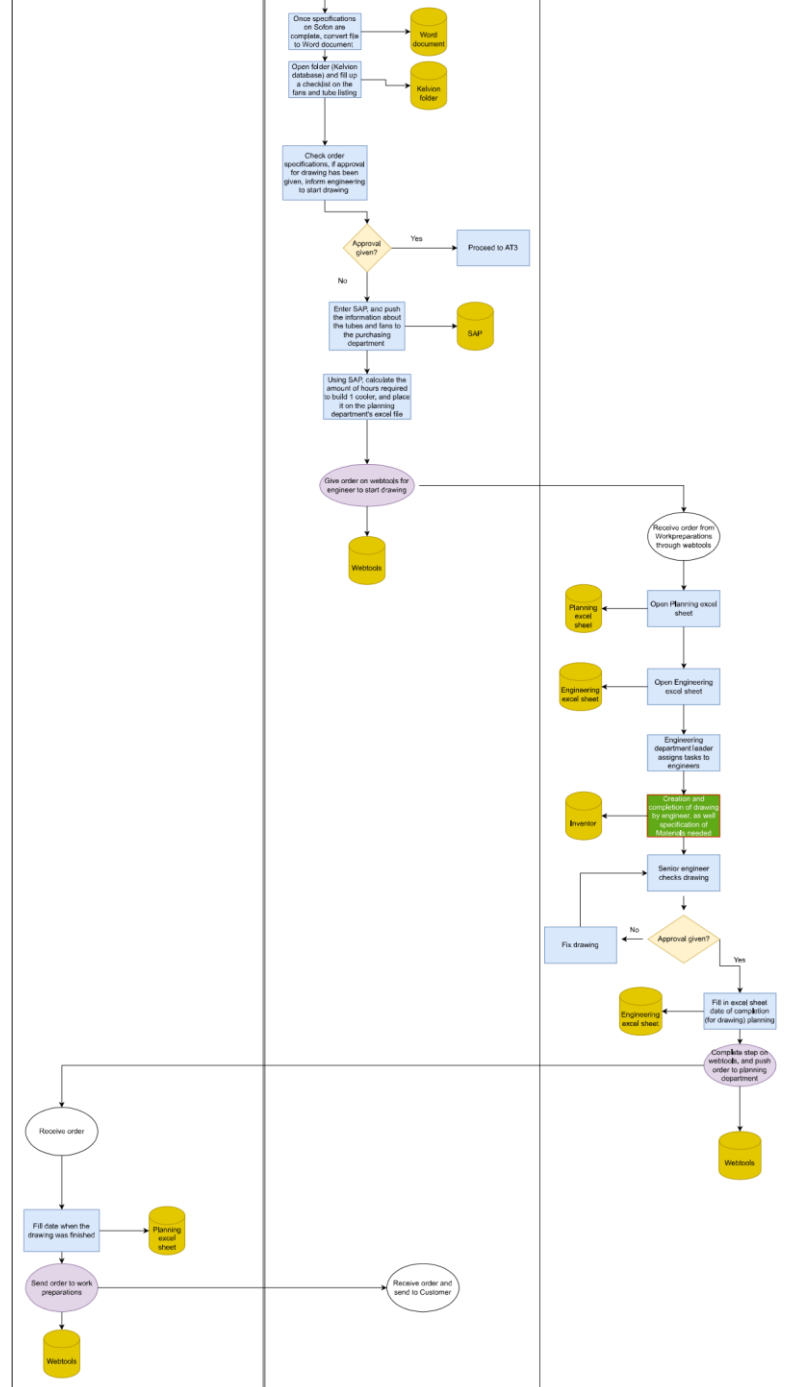 Once specifications
on Sofon are
complete, convert file
to Word document
Word
document
Open folder (Kelvion
database) and fill up
a checklist on the
fans and tube listing
Kelvion
folder
Check order
specifications, if approval
for drawing has been
given, inform engineering
to start drawing
Approval
given?
Yes
Proceed to AT3
No
Enter SAP, and push
the information about
the tubes and fans to
the purchasing
department
SAP
Using SAP, calculate the
amount of hours required
to build 1 cooler, and place
it on the planning
department's excel file
Give order on webtools for
engineer to start drawing
Webtools
Receive order from
Workpreparations
through webtools
Open Planning excel
sheet
Planning
excel
sheet
Open Engineering
excel sheet
Engineering
excel sheet
Engineering
department leader
assigns tasks to
engineers
Creation and
completion of drawing
by engineer, as well
specification of
Materials needed
Inventor
Senior engineer
checks drawing
Approval given?
No
Fix drawing
Yes
Fill in excel sheet
date of completion
(for drawing) planning
Engineering
excel sheet
Complete step on
webtools, and push
order to planning
department
Webtools
Receive order
Fill date when the
drawing was finished
Planning
excel
sheet
Send order to work
preparations
Receive order and
send to Customer
Webtools